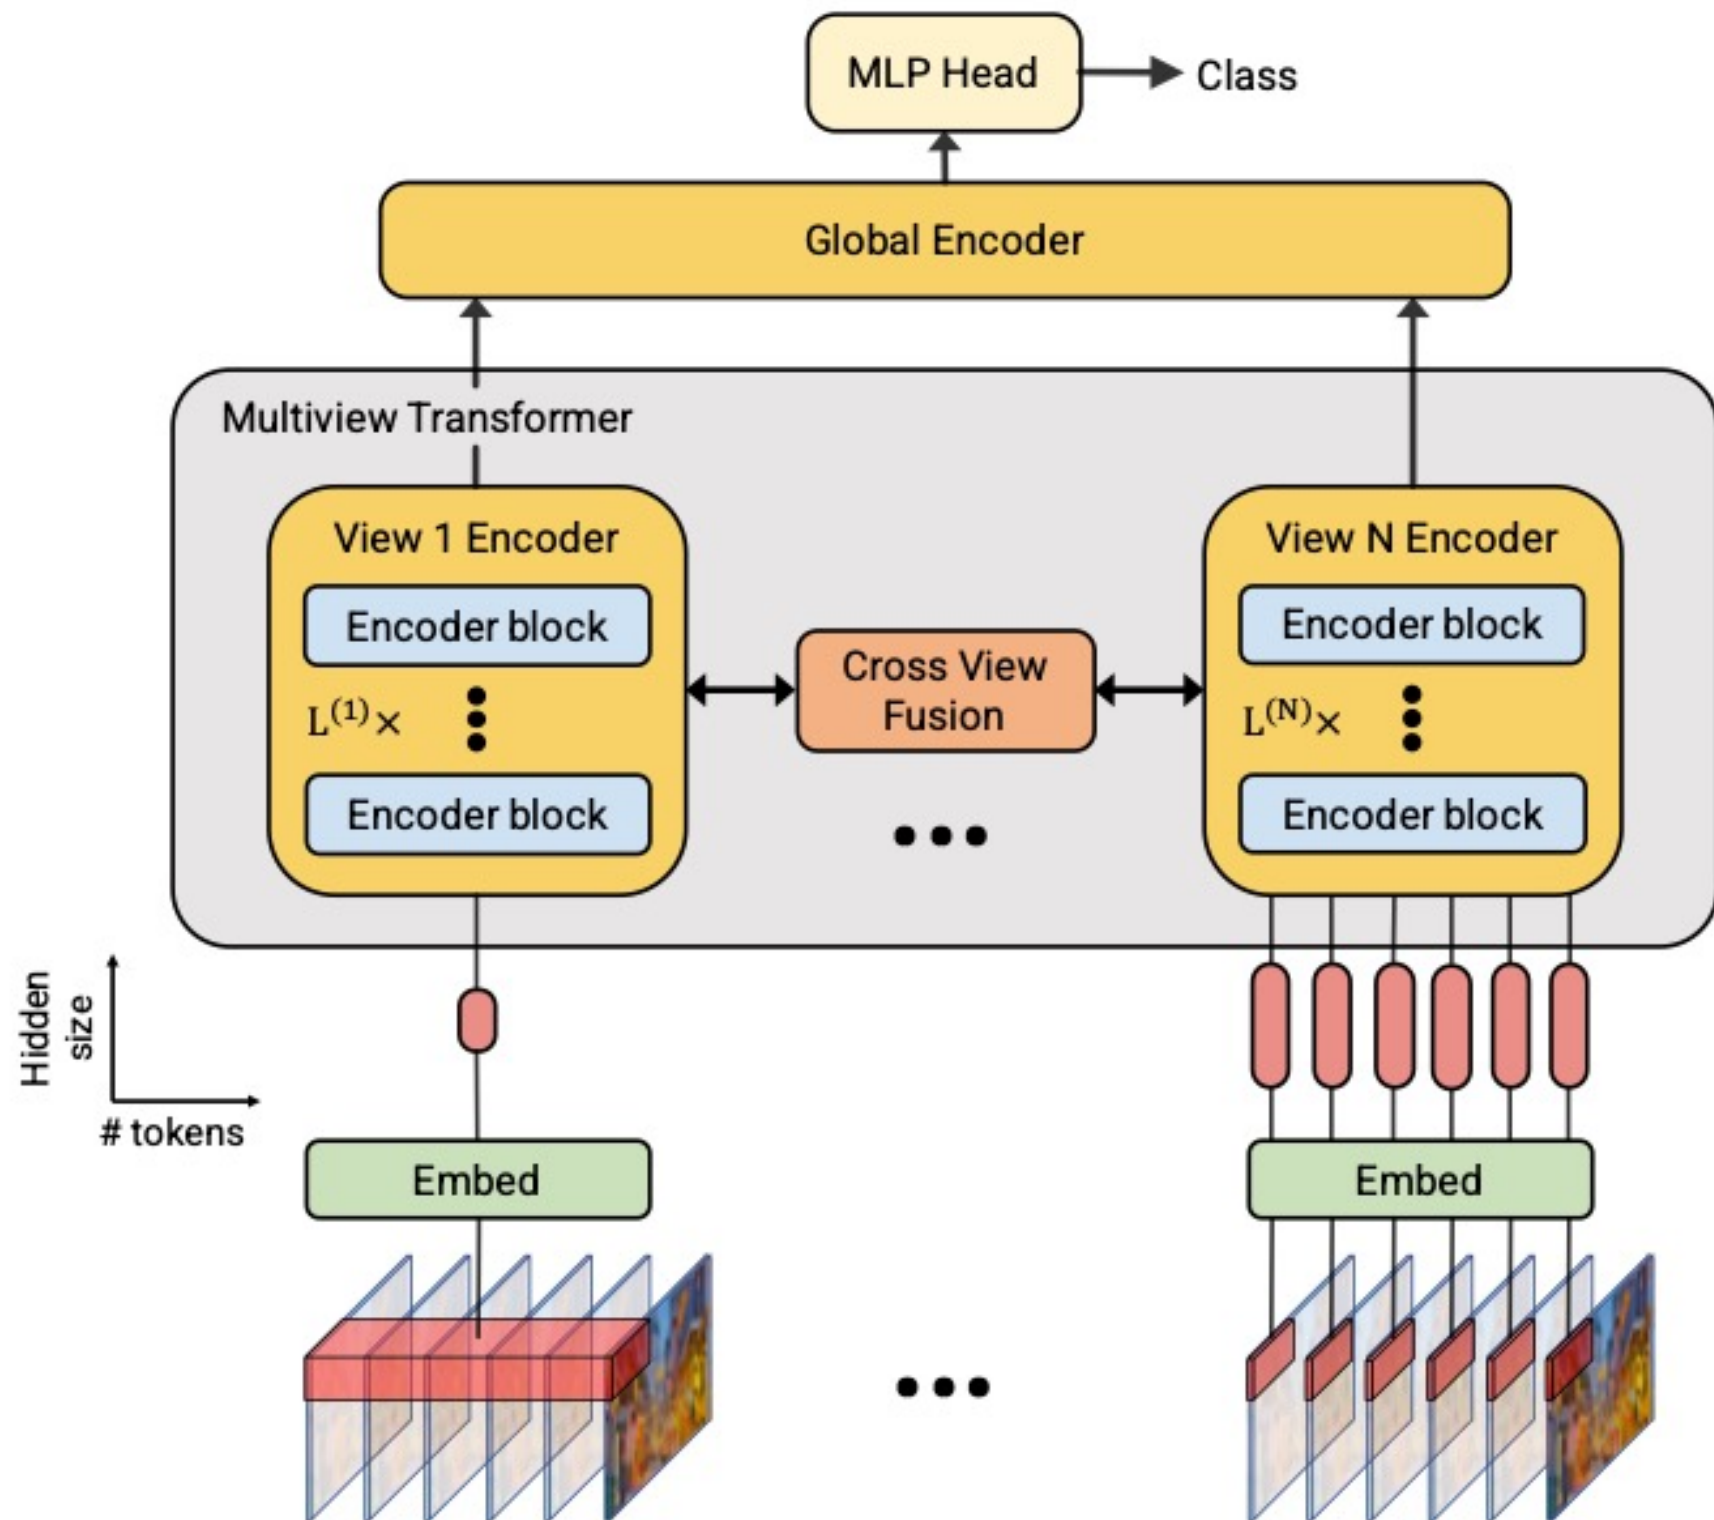 MLP Head
Class
Global Encoder
Multiview Transformer
View 1 Encoder
Encoder block
L⁽¹⁾×
Encoder block
Cross View
Fusion
View N Encoder
Encoder block
L⁽ᴺ⁾×
Encoder block
Hidden
size
# tokens
Embed
Embed